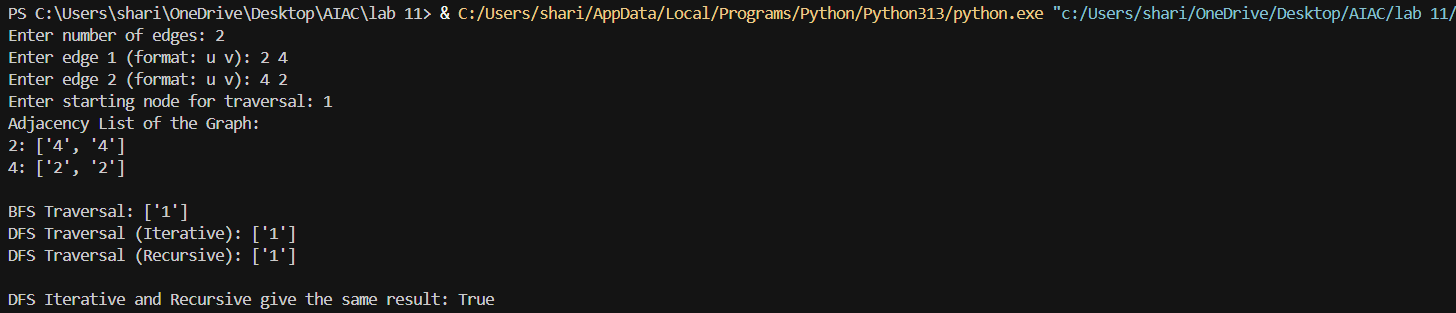 PS C:\Users\shari\OneDrive\Desktop\AIAC\lab 11> & C:/Users/shari/AppData/Local/Programs/Python/Python313/python.exe "c:/Users/shari/OneDrive/Desktop/AIAC/lab 11/
Enter number of edges: 2
Enter edge 1 (format: u v): 2 4
Enter edge 2 (format: u v): 4 2
Enter starting node for traversal: 1
Adjacency List of the Graph:
2: ['4', '4']
4: ['2', '2']
BFS Traversal: ['1']
DFS Traversal (Iterative): ['1']
DFS Traversal (Recursive): ['1']
DFS Iterative and Recursive give the same result: True